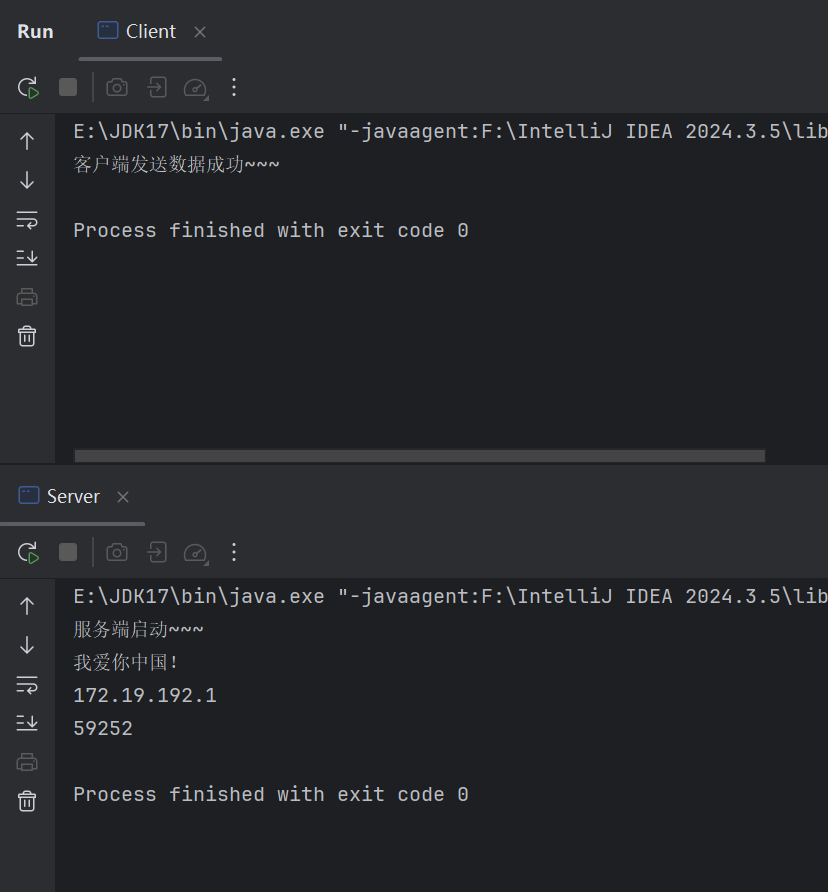 Run
Client
E:\JDK17\bin\java.exe "-javaagent:F:\IntelliJ IDEA 2024.3.5\lib
客户端发送数据成功~~~
Process finished with exit code 0
Server
E:\JDK17\bin\java.exe "-javaagent:F:\IntelliJ IDEA 2024.3.5\lib
服务端启动~~~
我爱你中国!
172.19.192.1
59252
Process finished with exit code 0